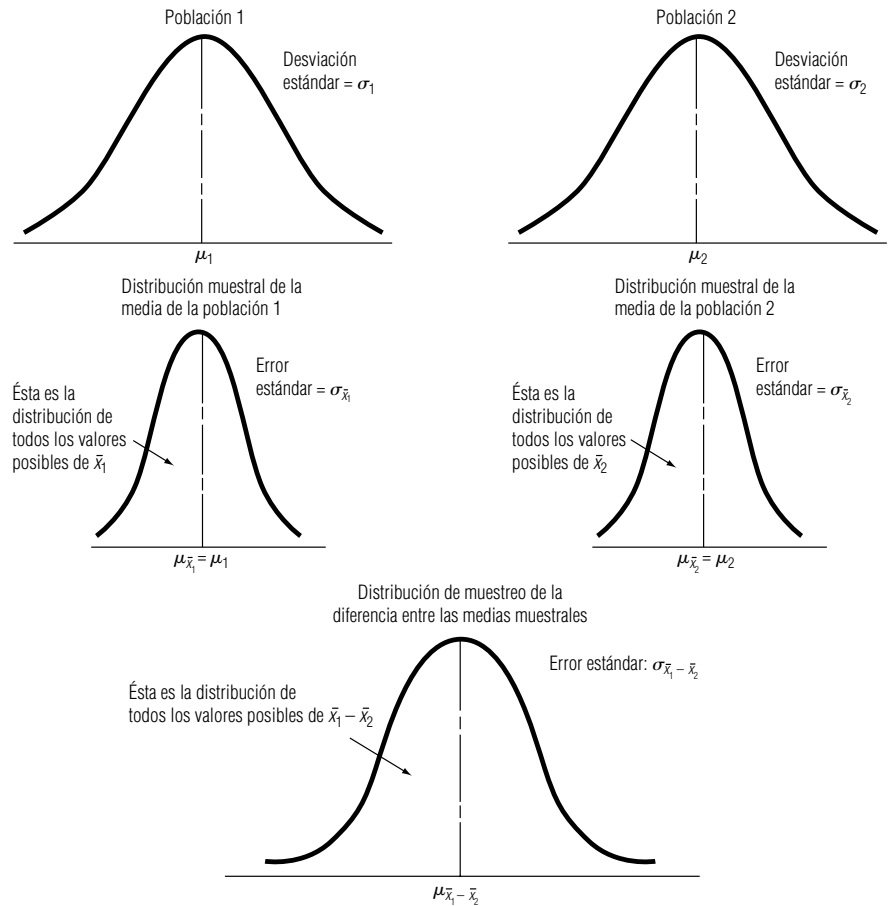 Población 1
Desviación
estándar = σ₁
μ₁
Población 2
Desviación
estándar = σ₂
μ₂
Distribución muestral de la
media de la población 1
Error
estándar = σx̄₁
Ésta es la
distribución de
todos los valores
posibles de x̄₁
μx̄₁ = μ₁
Distribución muestral de la
media de la población 2
Error
estándar = σx̄₂
Ésta es la
distribución de
todos los valores
posibles de x̄₂
μx̄₂ = μ₂
Distribución de muestreo de la
diferencia entre las medias muestrales
Error estándar: σx̄₁ – x̄₂
Ésta es la distribución de
todos los valores posibles de x̄₁ – x̄₂
μx̄₁ – x̄₂